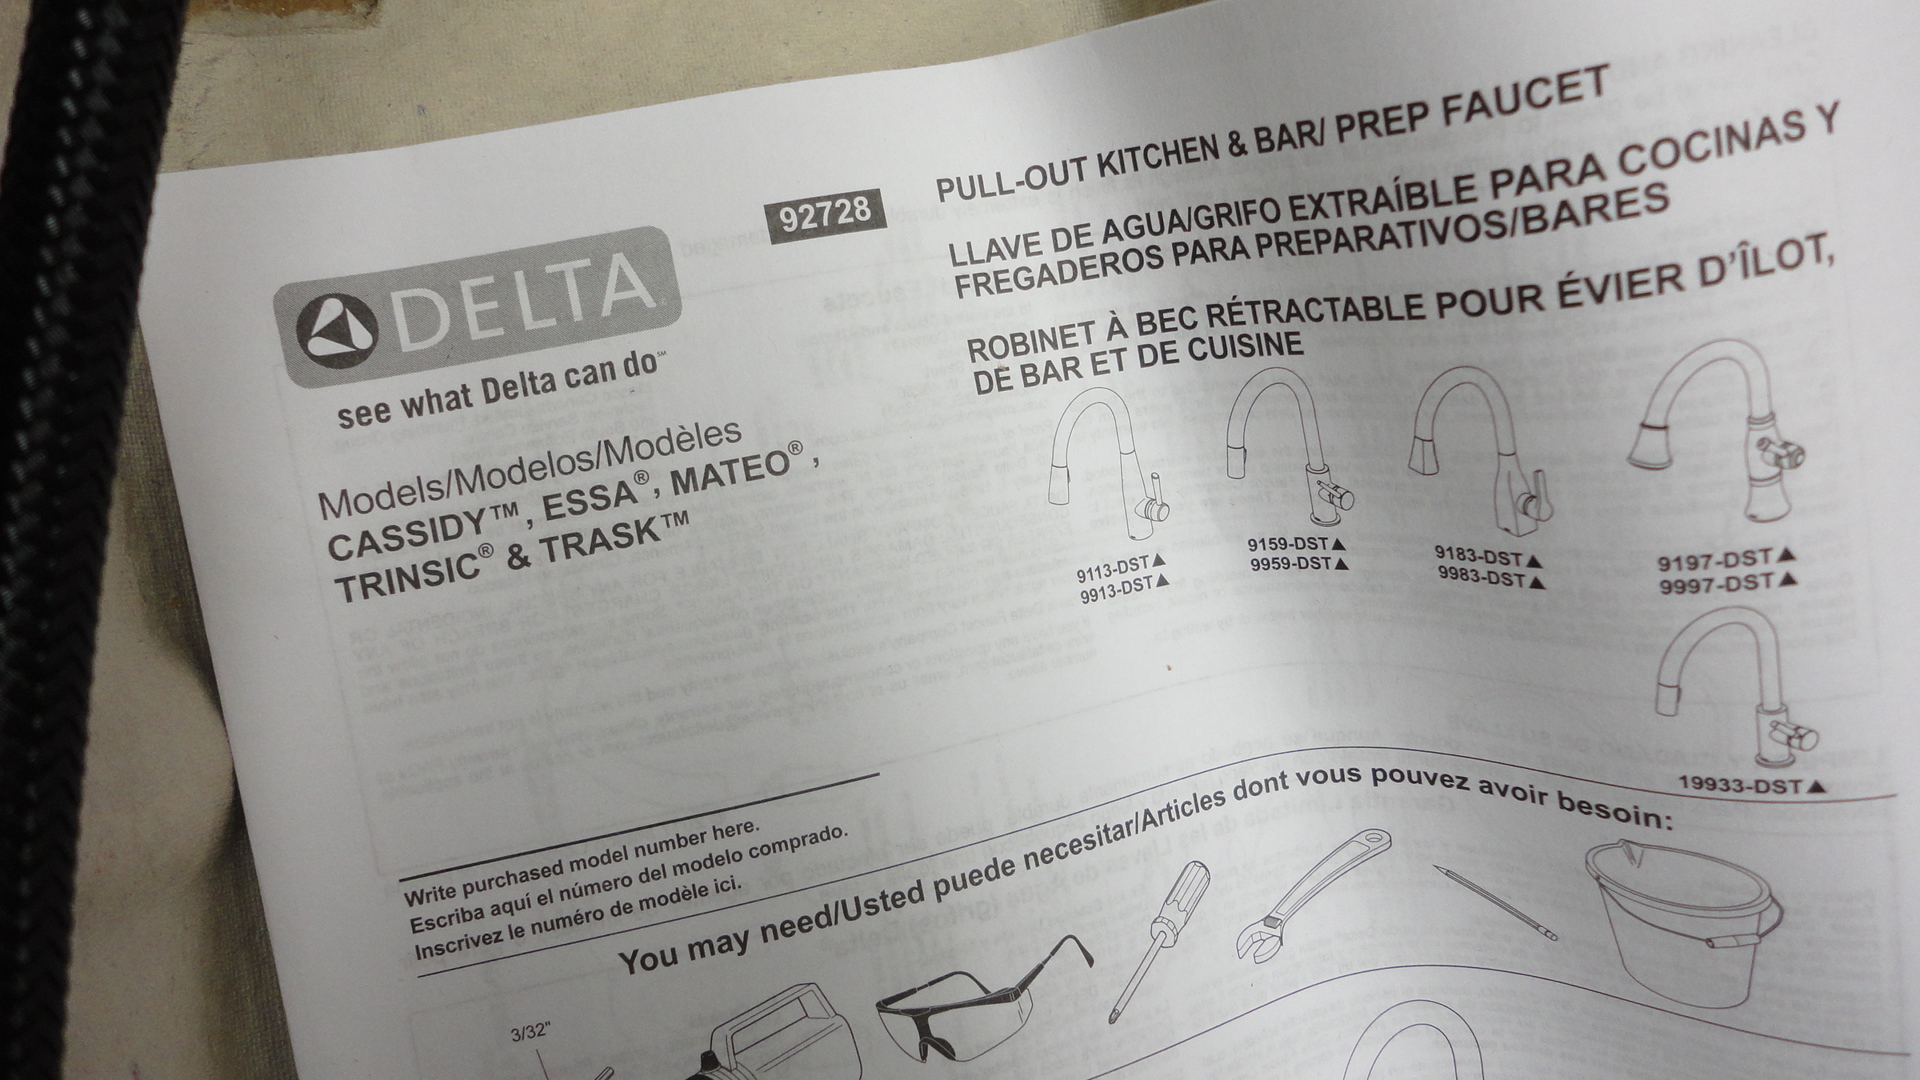 DELTA
see what Delta can do℠
92728
PULL-OUT KITCHEN & BAR/ PREP FAUCET
LLAVE DE AGUA/GRIFO EXTRAÍBLE PARA COCINAS Y
FREGADEROS PARA PREPARATIVOS/BARES
ROBINET À BEC RÉTRACTABLE POUR ÉVIER D'ÎLOT,
DE BAR ET DE CUISINE
Models/Modelos/Modèles
CASSIDY™, ESSA®, MATEO®,
TRINSIC® & TRASK™
9113-DST▲
9913-DST▲
9159-DST▲
9959-DST▲
9183-DST▲
9983-DST▲
9197-DST▲
9997-DST▲
19933-DST▲
Write purchased model number here.
Escriba aquí el número del modelo comprado.
Inscrivez le numéro de modèle ici.
You may need/Usted puede necesitar/Articles dont vous pouvez avoir besoin:
3/32"